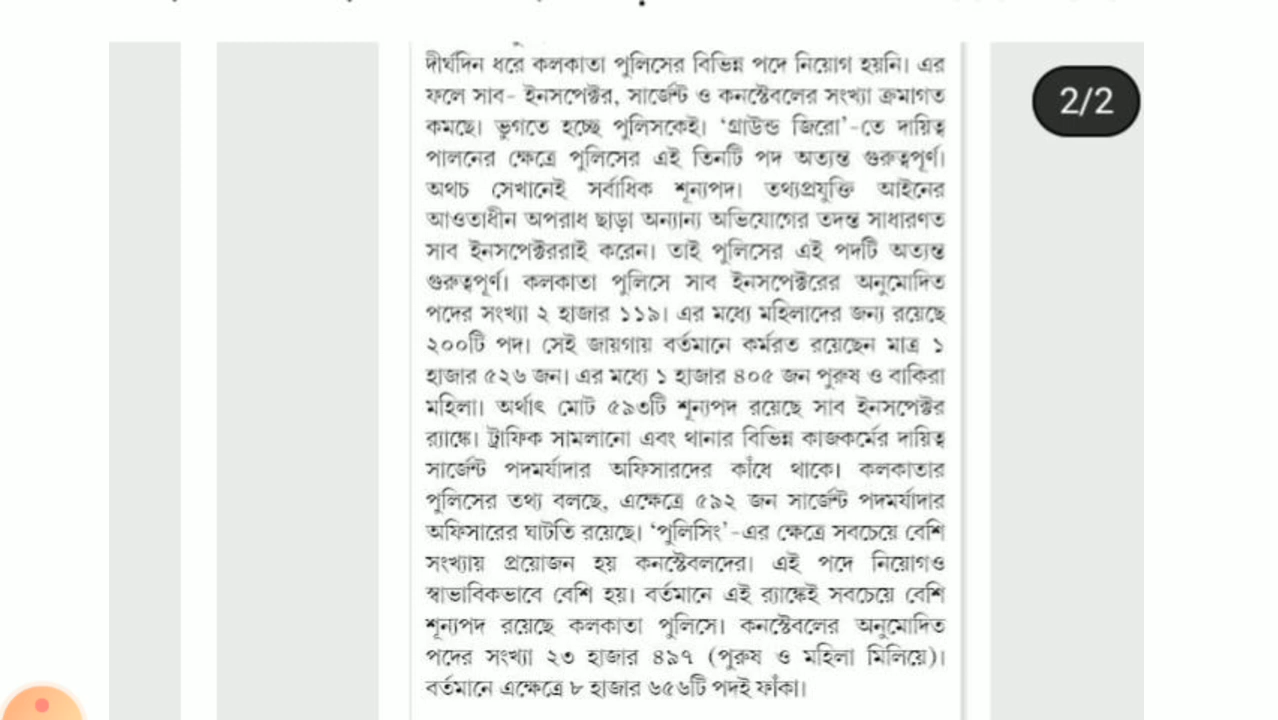 দীর্ঘদিন ধরে কলকাতা পুলিসের বিভিন্ন পদে নিয়োগ হয়নি। এর
ফলে সাব- ইনসপেক্টর, সার্জেন্ট ও কনস্টেবলের সংখ্যা ক্রমাগত
কমছে। ভুগতে হচ্ছে পুলিসকেই। ‘গ্রাউন্ড জিরো’-তে দায়িত্ব
পালনের ক্ষেত্রে পুলিসের এই তিনটি পদ অত্যন্ত গুরুত্বপূর্ণ।
অথচ সেখানেই সর্বাধিক শূন্যপদ। তথ্যপ্রযুক্তি আইনের
আওতাধীন অপরাধ ছাড়া অন্যান্য অভিযোগের তদন্ত সাধারণত
সাব ইনসপেক্টররাই করেন। তাই পুলিসের এই পদটি অত্যন্ত
গুরুত্বপূর্ণ। কলকাতা পুলিসে সাব ইনসপেক্টরের অনুমোদিত
পদের সংখ্যা ২ হাজার ১১৯। এর মধ্যে মহিলাদের জন্য রয়েছে
২০০টি পদ। সেই জায়গায় বর্তমানে কর্মরত রয়েছেন মাত্র ১
হাজার ৫২৬ জন। এর মধ্যে ১ হাজার ৪০৫ জন পুরুষ ও বাকিরা
মহিলা। অর্থাৎ মোট ৫৯৩টি শূন্যপদ রয়েছে সাব ইনসপেক্টর
র‍্যাঙ্কে। ট্রাফিক সামলানো এবং থানার বিভিন্ন কাজকর্মের দায়িত্ব
সার্জেন্ট পদমর্যাদার অফিসারদের কাঁধে থাকে। কলকাতার
পুলিসের তথ্য বলছে, এক্ষেত্রে ৫৯২ জন সার্জেন্ট পদমর্যাদার
অফিসারের ঘাটতি রয়েছে। ‘পুলিসিং’-এর ক্ষেত্রে সবচেয়ে বেশি
সংখ্যায় প্রয়োজন হয় কনস্টেবলদের। এই পদে নিয়োগও
স্বাভাবিকভাবে বেশি হয়। বর্তমানে এই র‍্যাঙ্কেই সবচেয়ে বেশি
শূন্যপদ রয়েছে কলকাতা পুলিসে। কনস্টেবলের অনুমোদিত
পদের সংখ্যা ২৩ হাজার ৪৯৭ (পুরুষ ও মহিলা মিলিয়ে)।
বর্তমানে এক্ষেত্রে ৮ হাজার ৬৫৬টি পদই ফাঁকা।
2/2